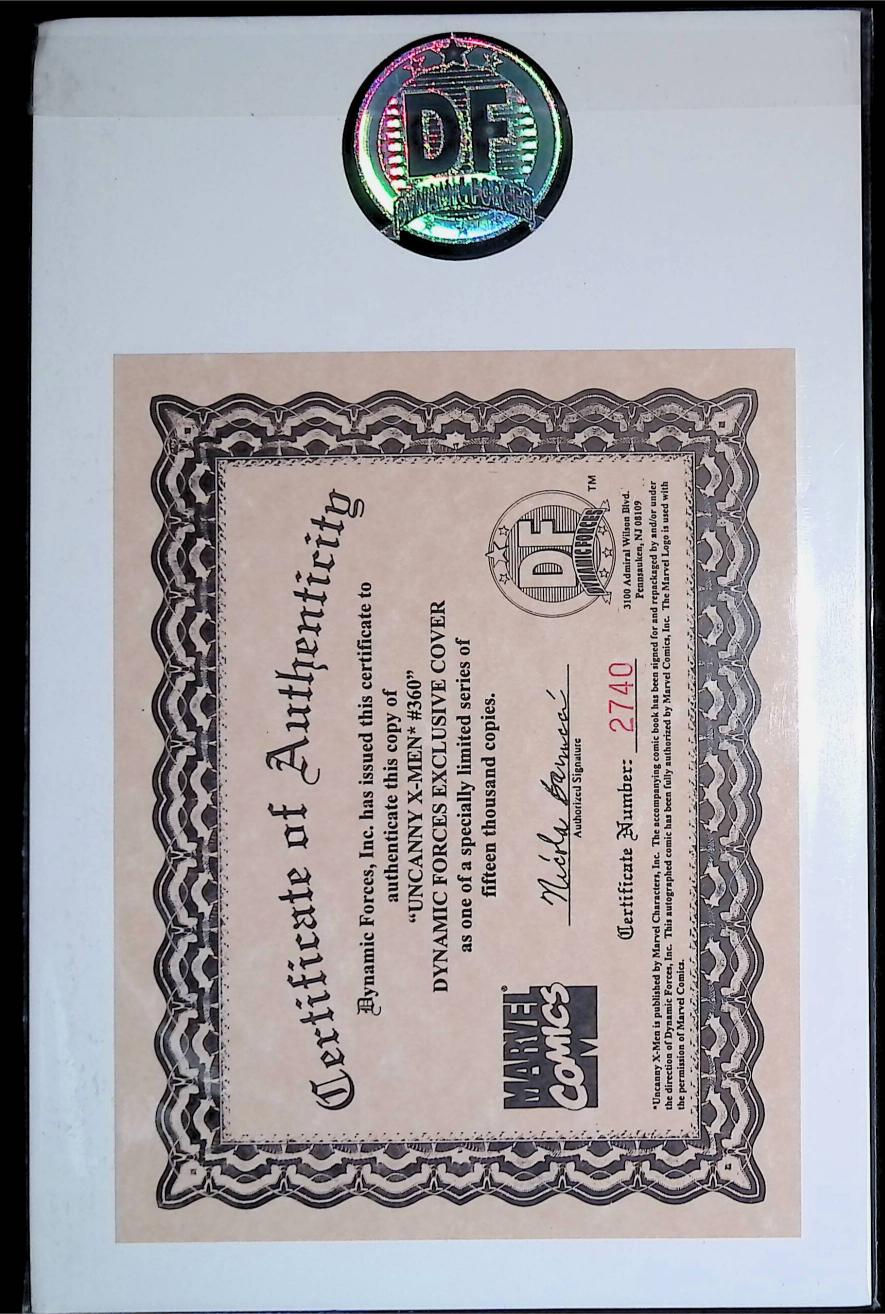 DF
DYNAMIC FORCES
Certificate of Authenticity
Dynamic Forces, Inc. has issued this certificate to
authenticate this copy of
“UNCANNY X-MEN* #360”
DYNAMIC FORCES EXCLUSIVE COVER
as one of a specially limited series of
fifteen thousand copies.
MARVEL®
COMICS
Authorized Signature
Certificate Number: 2740
DF
DYNAMIC FORCES
TM
3100 Admiral Wilson Blvd.
Pennsauken, NJ 08109
*Uncanny X-Men is published by Marvel Characters, Inc. The accompanying comic book has been signed for and repackaged by and/or under
the direction of Dynamic Forces, Inc. This autographed comic has been fully authorized by Marvel Comics, Inc. The Marvel Logo is used with
the permission of Marvel Comics.